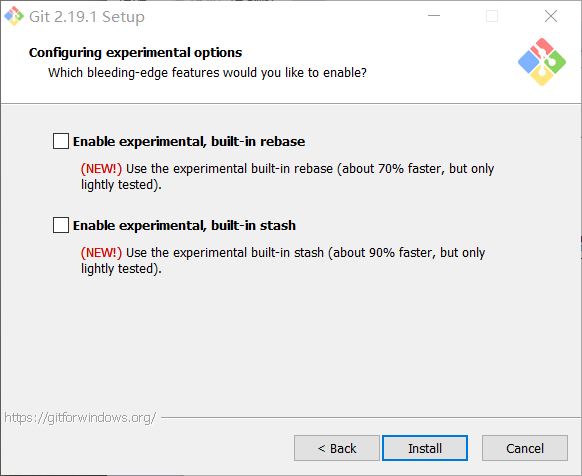 Git 2.19.1 Setup
Configuring experimental options
Which bleeding-edge features would you like to enable?
Enable experimental, built-in rebase
(NEW!) Use the experimental built-in rebase (about 70% faster, but only
lightly tested).
Enable experimental, built-in stash
(NEW!) Use the experimental built-in stash (about 90% faster, but only
lightly tested).
https://gitforwindows.org/
< Back
Install
Cancel